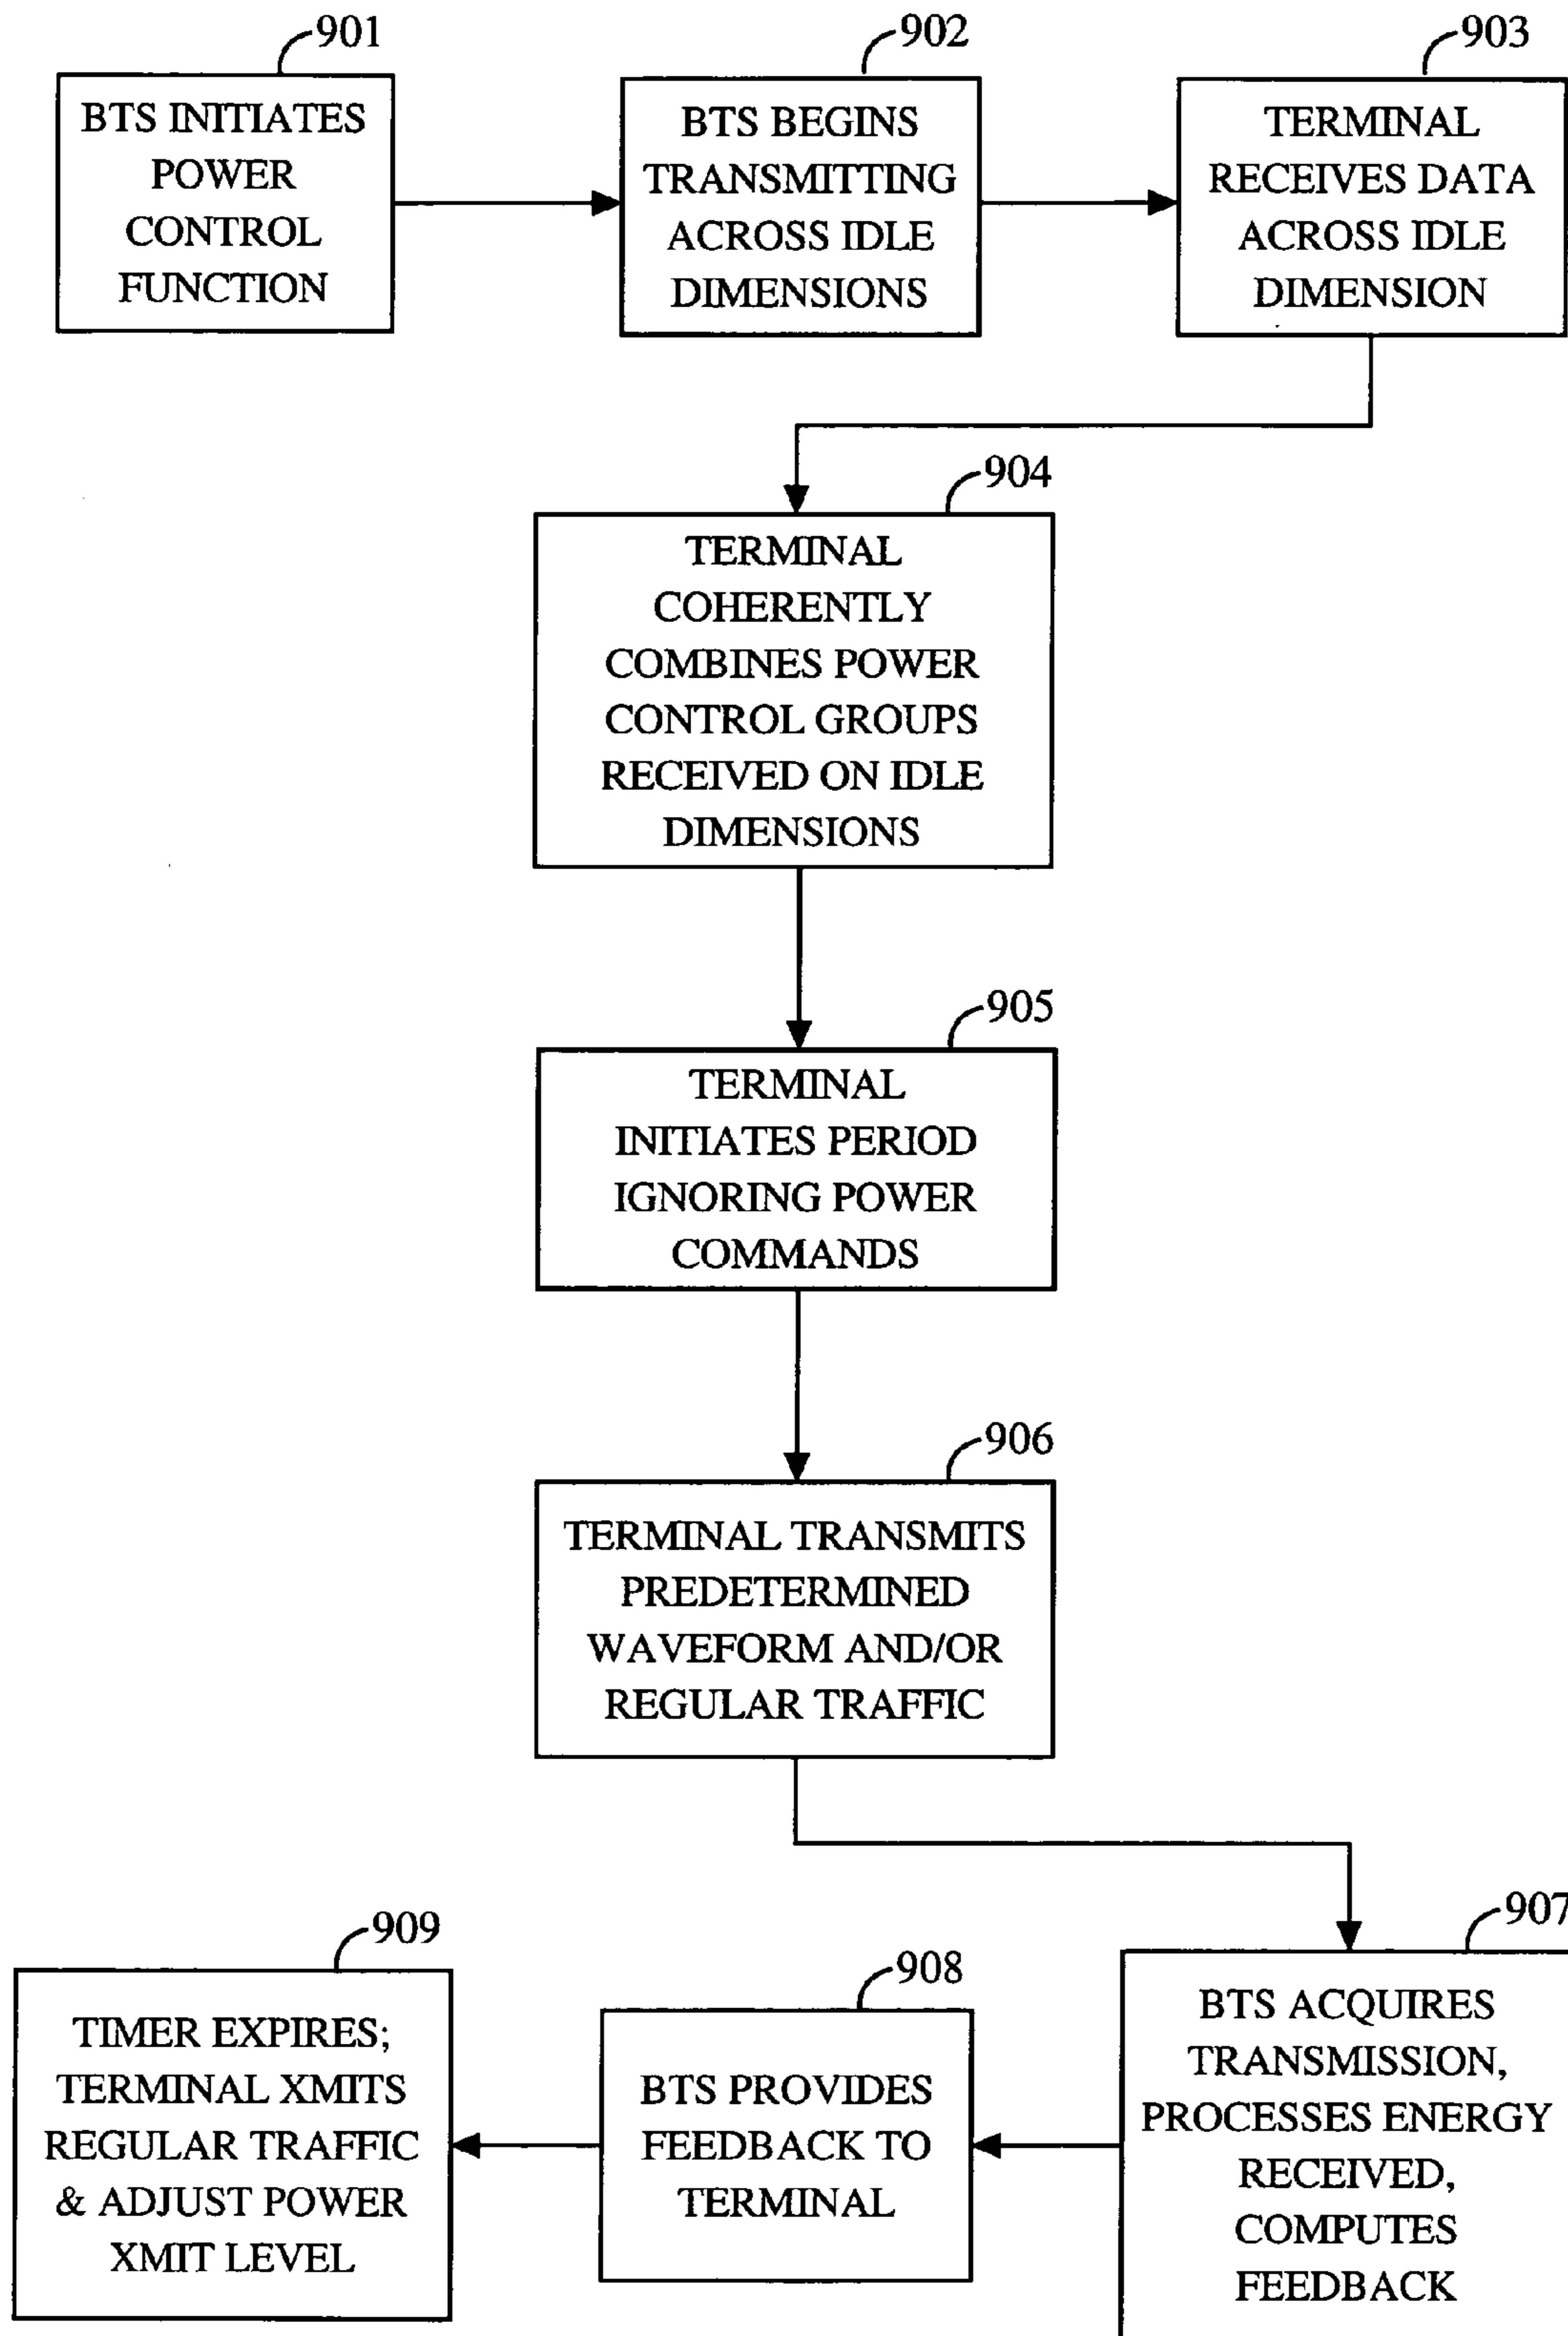 901
BTS INITIATES
POWER
CONTROL
FUNCTION
902
BTS BEGINS
TRANSMITTING
ACROSS IDLE
DIMENSIONS
903
TERMINAL
RECEIVES DATA
ACROSS IDLE
DIMENSION
904
TERMINAL
COHERENTLY
COMBINES POWER
CONTROL GROUPS
RECEIVED ON IDLE
DIMENSIONS
905
TERMINAL
INITIATES PERIOD
IGNORING POWER
COMMANDS
906
TERMINAL TRANSMITS
PREDETERMINED
WAVEFORM AND/OR
REGULAR TRAFFIC
907
BTS ACQUIRES
TRANSMISSION,
PROCESSES ENERGY
RECEIVED,
COMPUTES
FEEDBACK
908
BTS PROVIDES
FEEDBACK TO
TERMINAL
909
TIMER EXPIRES;
TERMINAL XMITS
REGULAR TRAFFIC
& ADJUST POWER
XMIT LEVEL